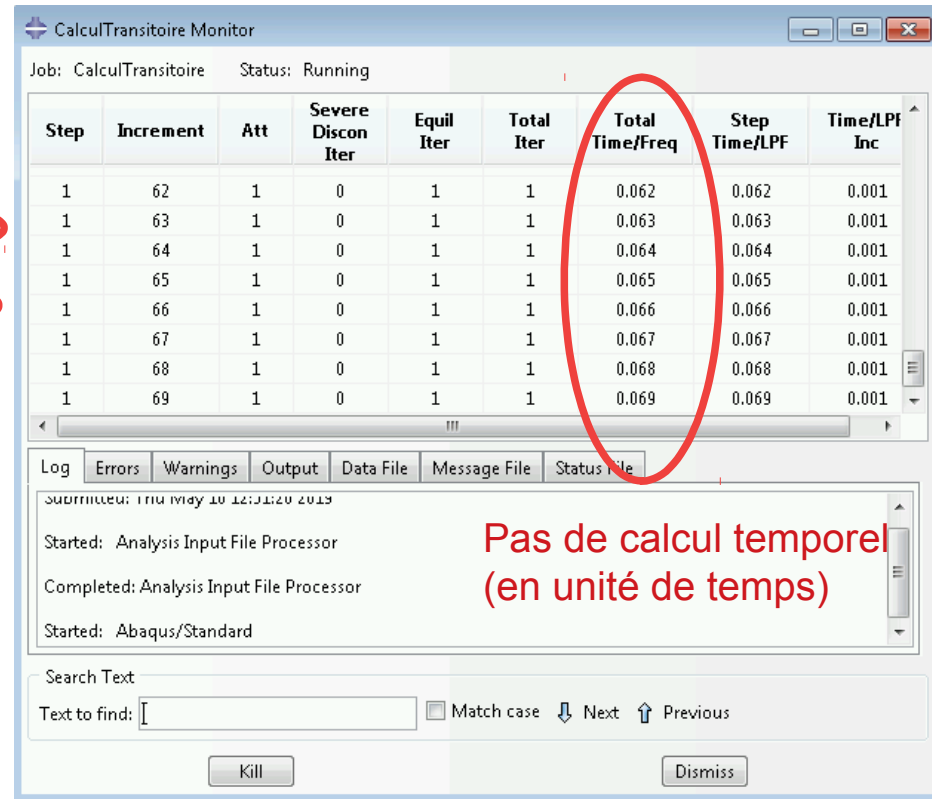 CalculTransitoire Monitor
Job: CalculTransitoire Status: Running
Step Increment Att Severe Discon Iter Equil Iter Total Iter Total Time/Freq Step Time/LPF Time/LPF Inc
1 62 1 0 1 1 0.062 0.062 0.001
1 63 1 0 1 1 0.063 0.063 0.001
1 64 1 0 1 1 0.064 0.064 0.001
1 65 1 0 1 1 0.065 0.065 0.001
1 66 1 0 1 1 0.066 0.066 0.001
1 67 1 0 1 1 0.067 0.067 0.001
1 68 1 0 1 1 0.068 0.068 0.001
1 69 1 0 1 1 0.069 0.069 0.001
Log Errors Warnings Output Data File Message File Status File
Submitted: Thu May 2019
Started: Analysis Input File Processor
Completed: Analysis Input File Processor
Started: Abaqus/Standard
Pas de calcul temporel
(en unité de temps)
Search Text
Text to find: Match case Next Previous
Kill Dismiss